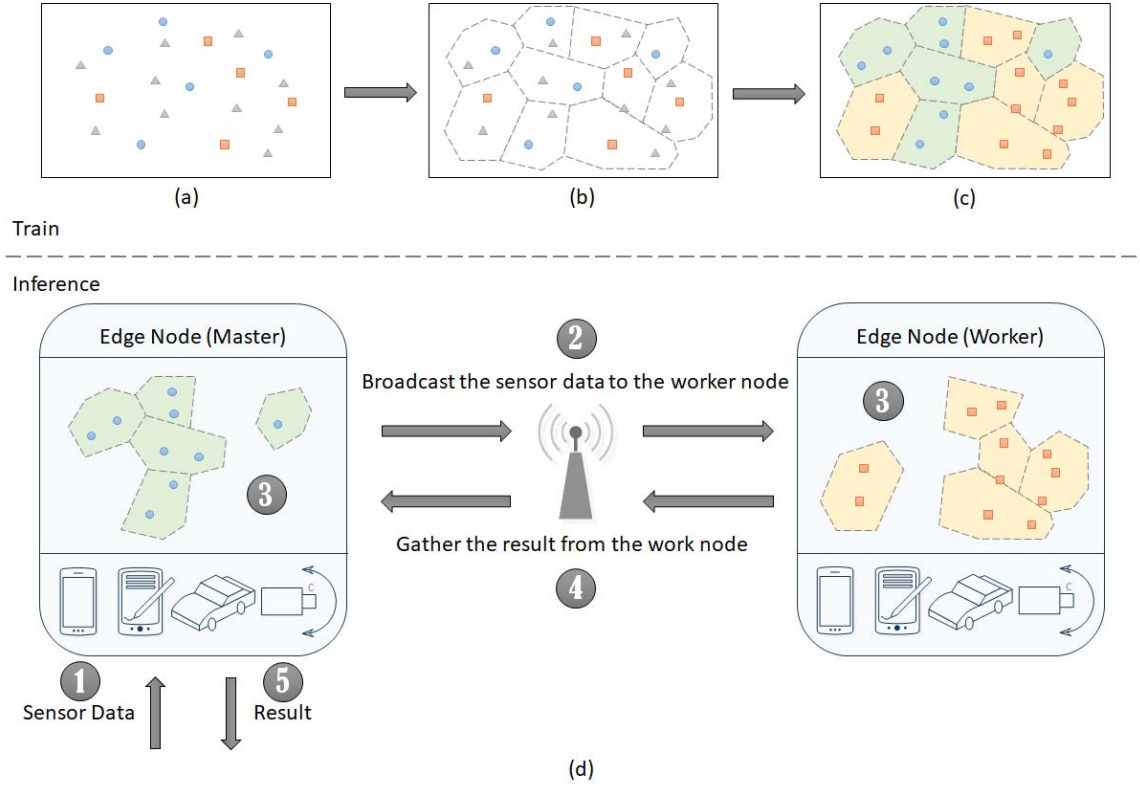 (a)
(b)
(c)
Train
Inference
Edge Node (Master)
2
Edge Node (Worker)
Broadcast the sensor data to the worker node
3
3
Gather the result from the work node
4
C
C
1
5
Sensor Data
Result
(d)